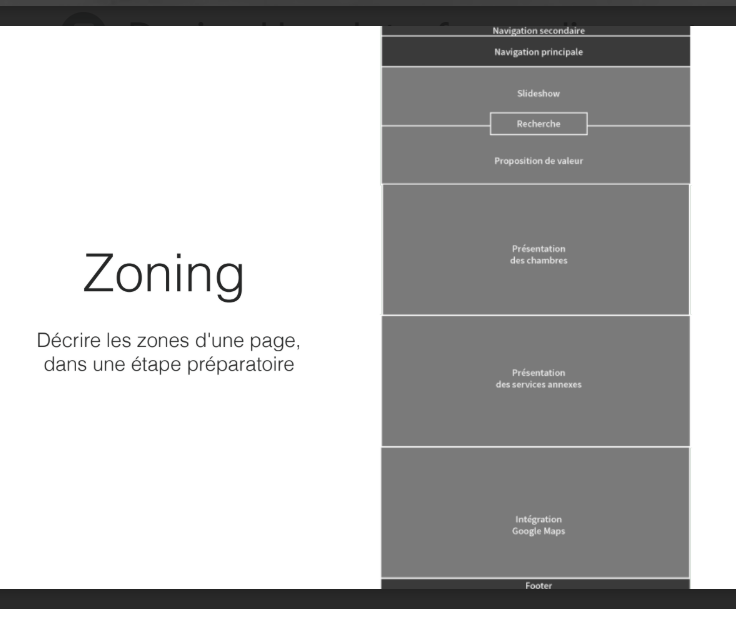 Zoning
Décrire les zones d'une page,
dans une étape préparatoire
Navigation secondaire
Navigation principale
Slideshow
Recherche
Proposition de valeur
Présentation
des chambres
Présentation
des services annexes
Intégration
Google Maps
Footer